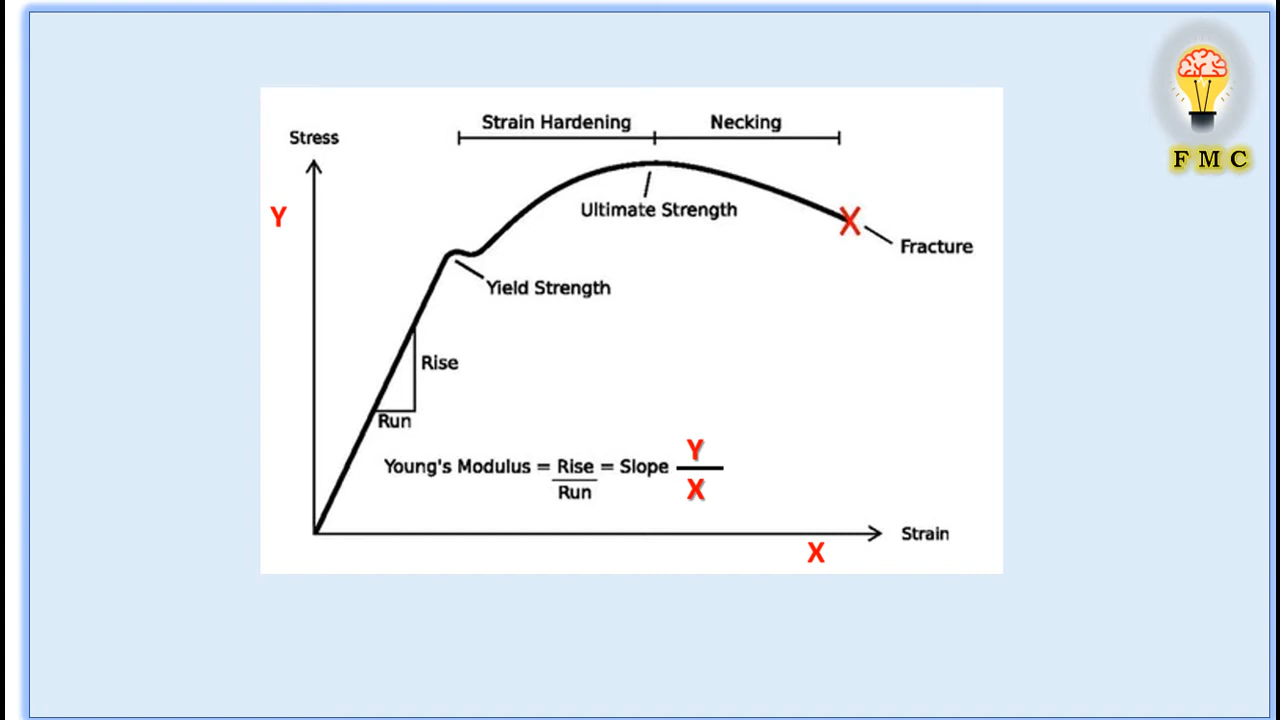 Strain Hardening
Necking
Stress
Y
Ultimate Strength
X
Fracture
Yield Strength
Rise
Run
Young's Modulus = Rise = Slope Y
Run X
Strain
X
F M C